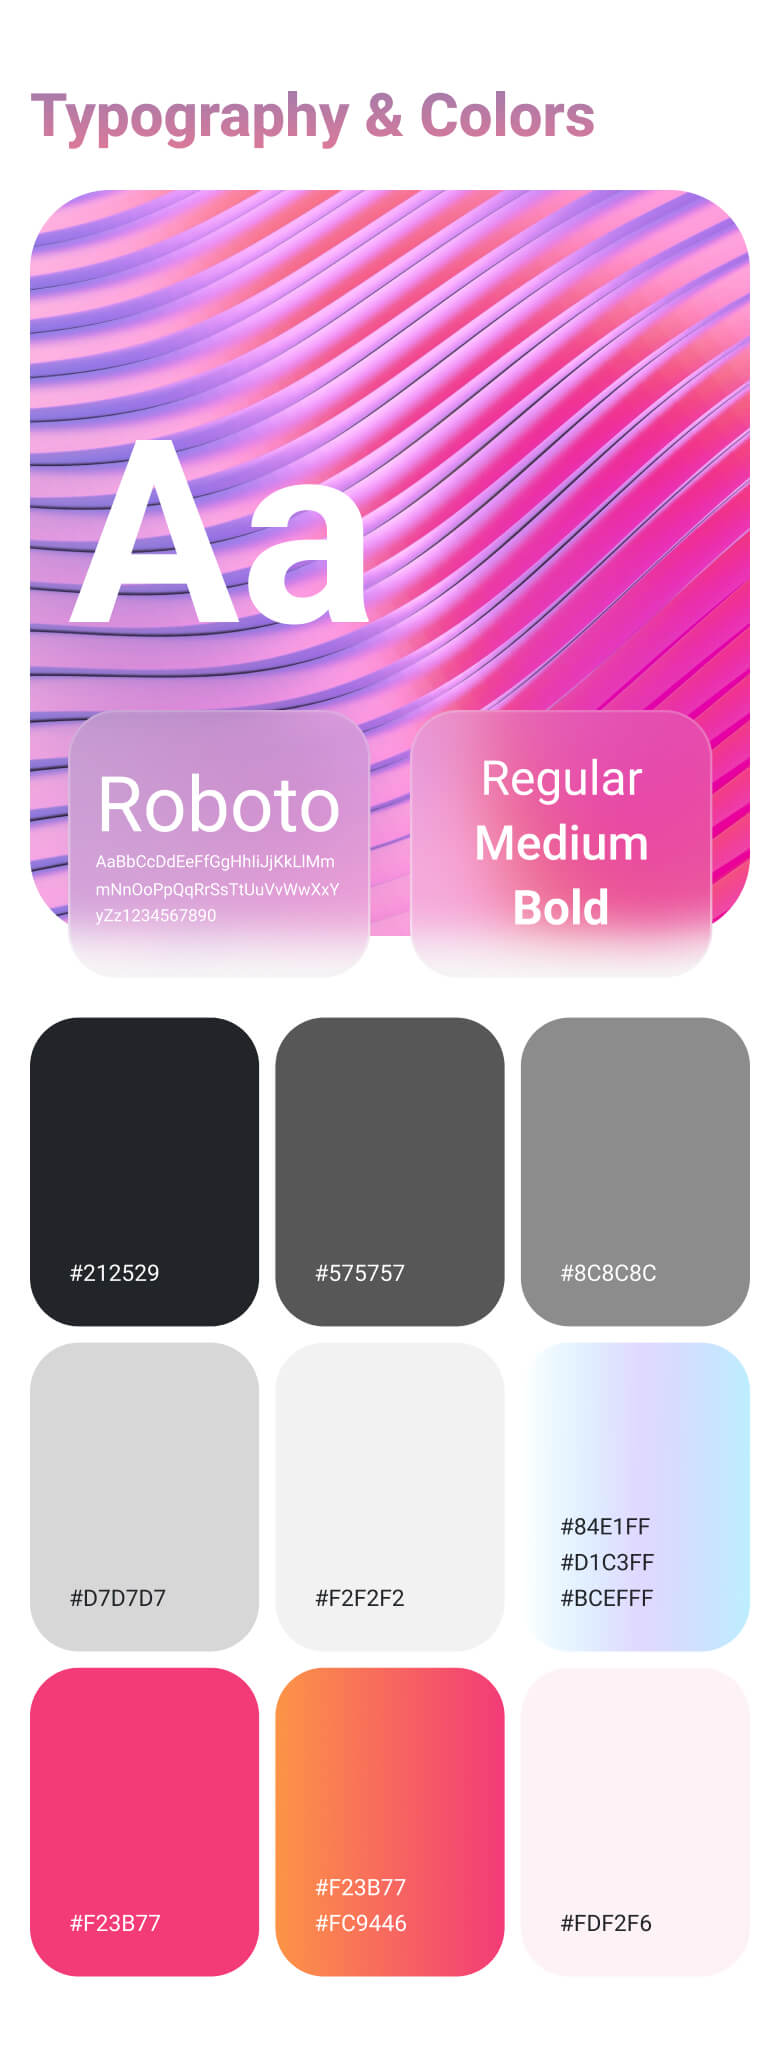 Typography & Colors
Aa
Roboto
AaBbCcDdEeFfGgHhIiJjKkLlMm
mNnOoPpQqRrSsTtUuVvWwXxY
yZz1234567890
Regular
Medium
Bold
#212529
#575757
#8C8C8C
#D7D7D7
#F2F2F2
#84E1FF
#D1C3FF
#BCEFFF
#F23B77
#F23B77
#FC9446
#FDF2F6